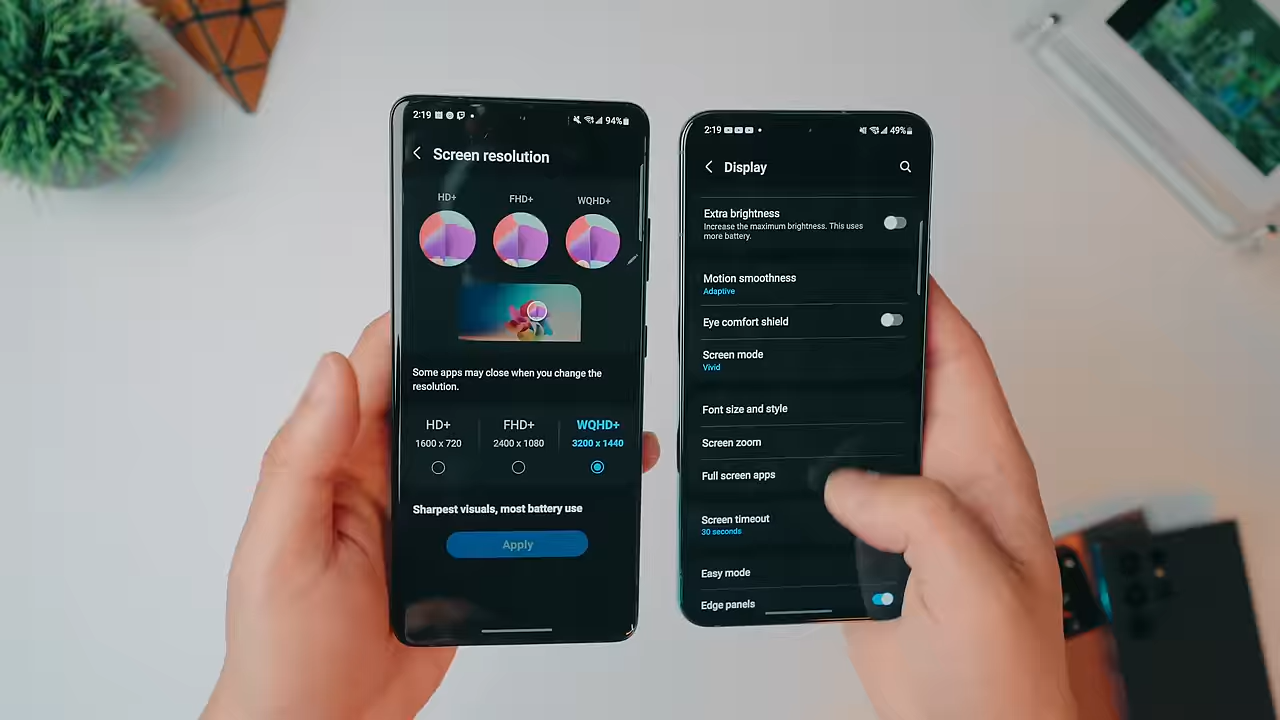 2:19
94%
Screen resolution
HD+
FHD+
WQHD+
Some apps may close when you change the
resolution.
HD+
FHD+
WQHD+
1600 x 720
2400 x 1080
3200 x 1440
Sharpest visuals, most battery use
Apply
2:19
49%
Display
Extra brightness
Increase the maximum brightness. This uses
more battery.
Motion smoothness
Adaptive
Eye comfort shield
Screen mode
Vivid
Font size and style
Screen zoom
Full screen apps
Screen timeout
30 seconds
Easy mode
Edge panels